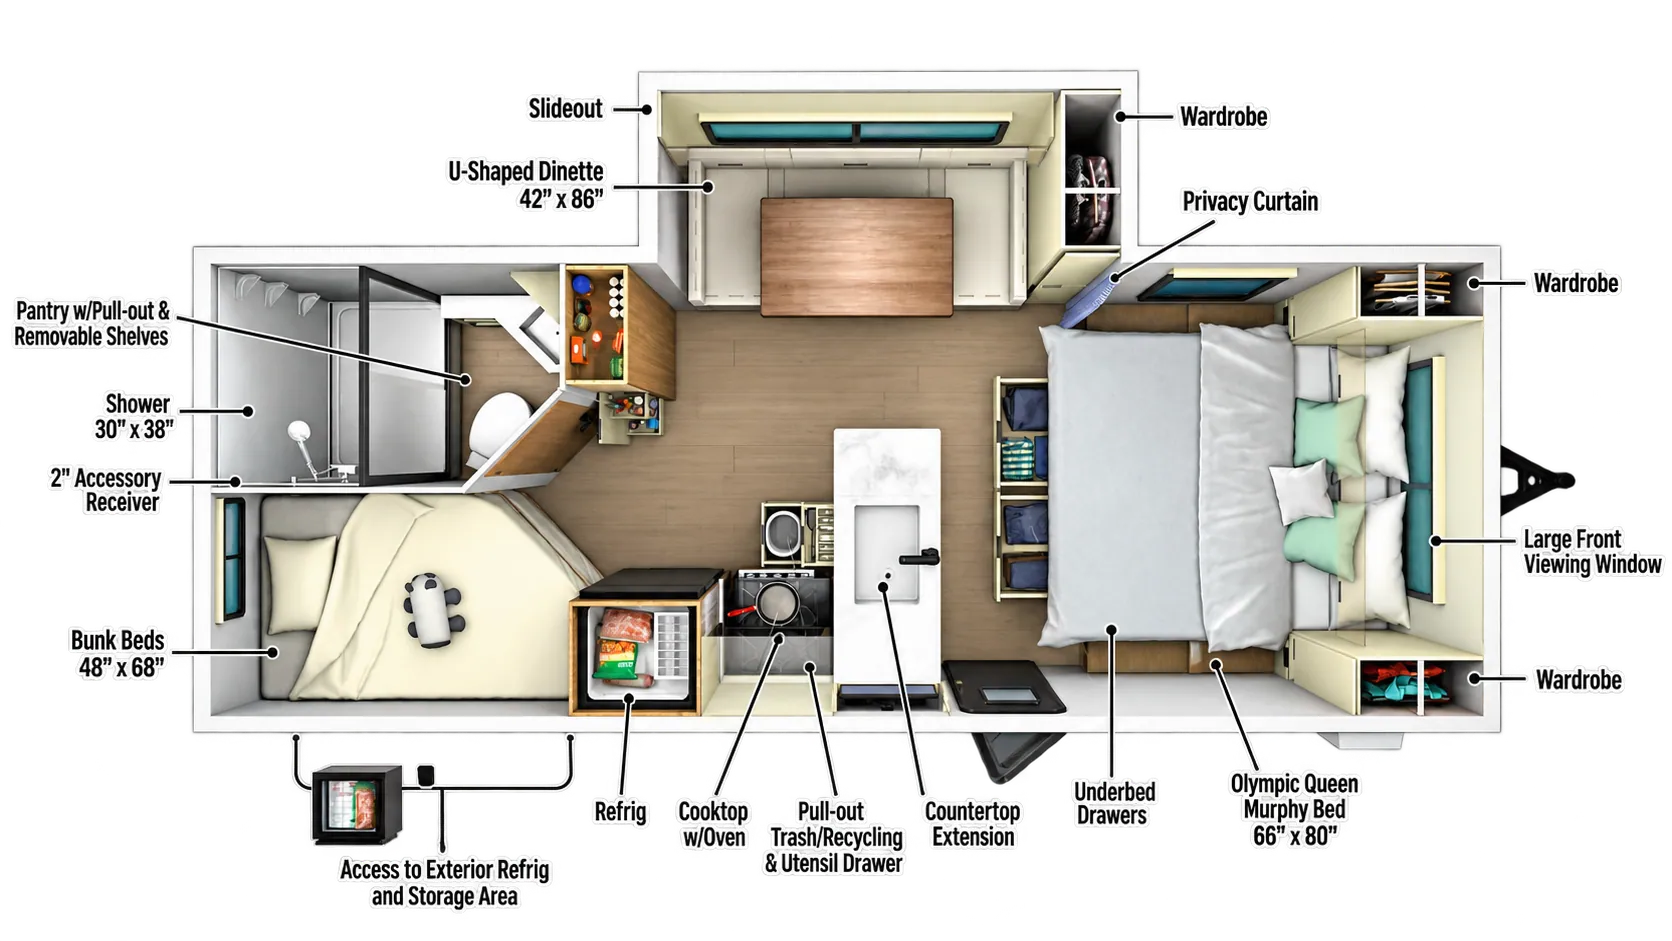 Slideout
Wardrobe
U-Shaped Dinette
42” x 86”
Privacy Curtain
Wardrobe
Pantry w/Pull-out &
Removable Shelves
Shower
30” x 38”
2” Accessory
Receiver
Large Front
Viewing Window
Bunk Beds
48” x 68”
Wardrobe
Refrig
Cooktop
w/Oven
Pull-out
Trash/Recycling
& Utensil Drawer
Countertop
Extension
Underbed
Drawers
Olympic Queen
Murphy Bed
66” x 80”
Access to Exterior Refrig
and Storage Area